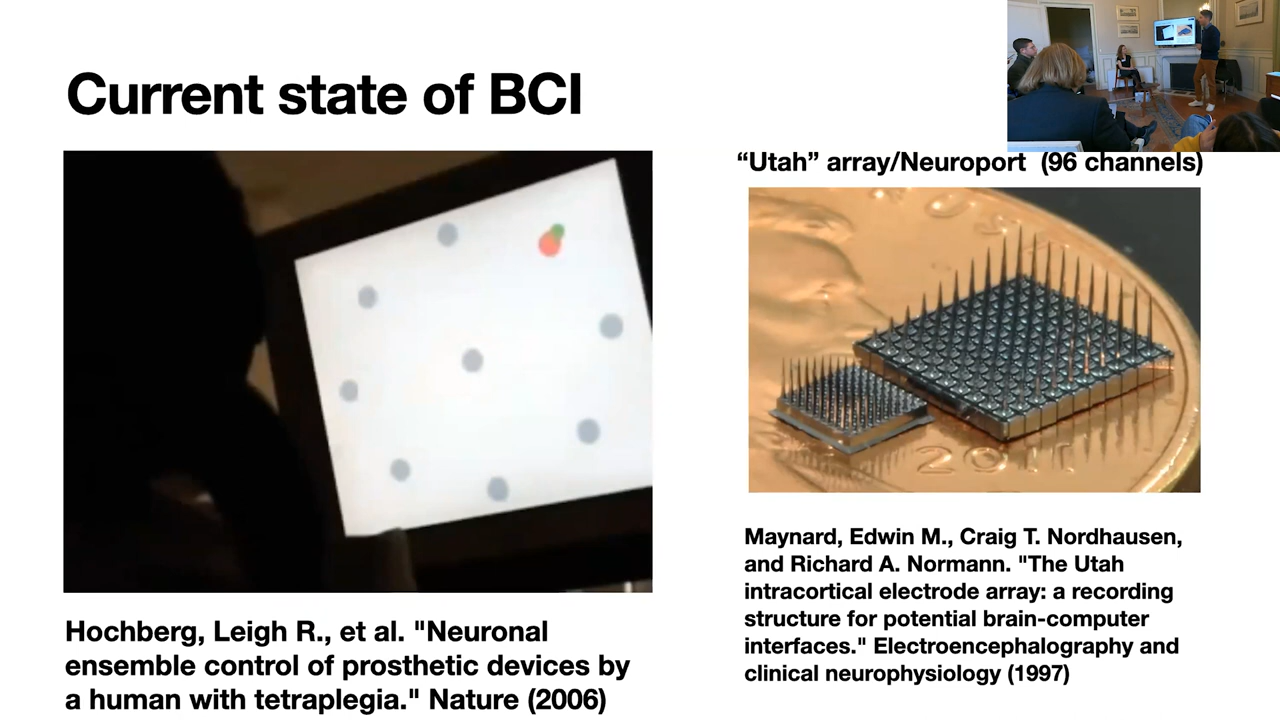 Current state of BCI
“Utah” array/Neuroport (96 channels)
2011
Hochberg, Leigh R., et al. "Neuronal
ensemble control of prosthetic devices by
a human with tetraplegia." Nature (2006)
Maynard, Edwin M., Craig T. Nordhausen,
and Richard A. Normann. "The Utah
intracortical electrode array: a recording
structure for potential brain-computer
interfaces." Electroencephalography and
clinical neurophysiology (1997)